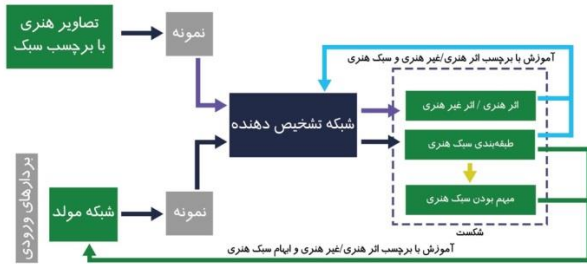 تصاویر هنری
با برچسب سبک
نمونه
آموزش با برچسب اثر هنری/غیر هنری و سبک هنری
شبکه تشخیص دهنده
اثر هنری / اثر غیر هنری
طبقه‌بندی سبک هنری
مبهم بودن سبک هنری
شکست
بردارهای ورودی
شبکه مولد
نمونه
آموزش با برچسب اثر هنری/غیر هنری و ابهام سبک هنری